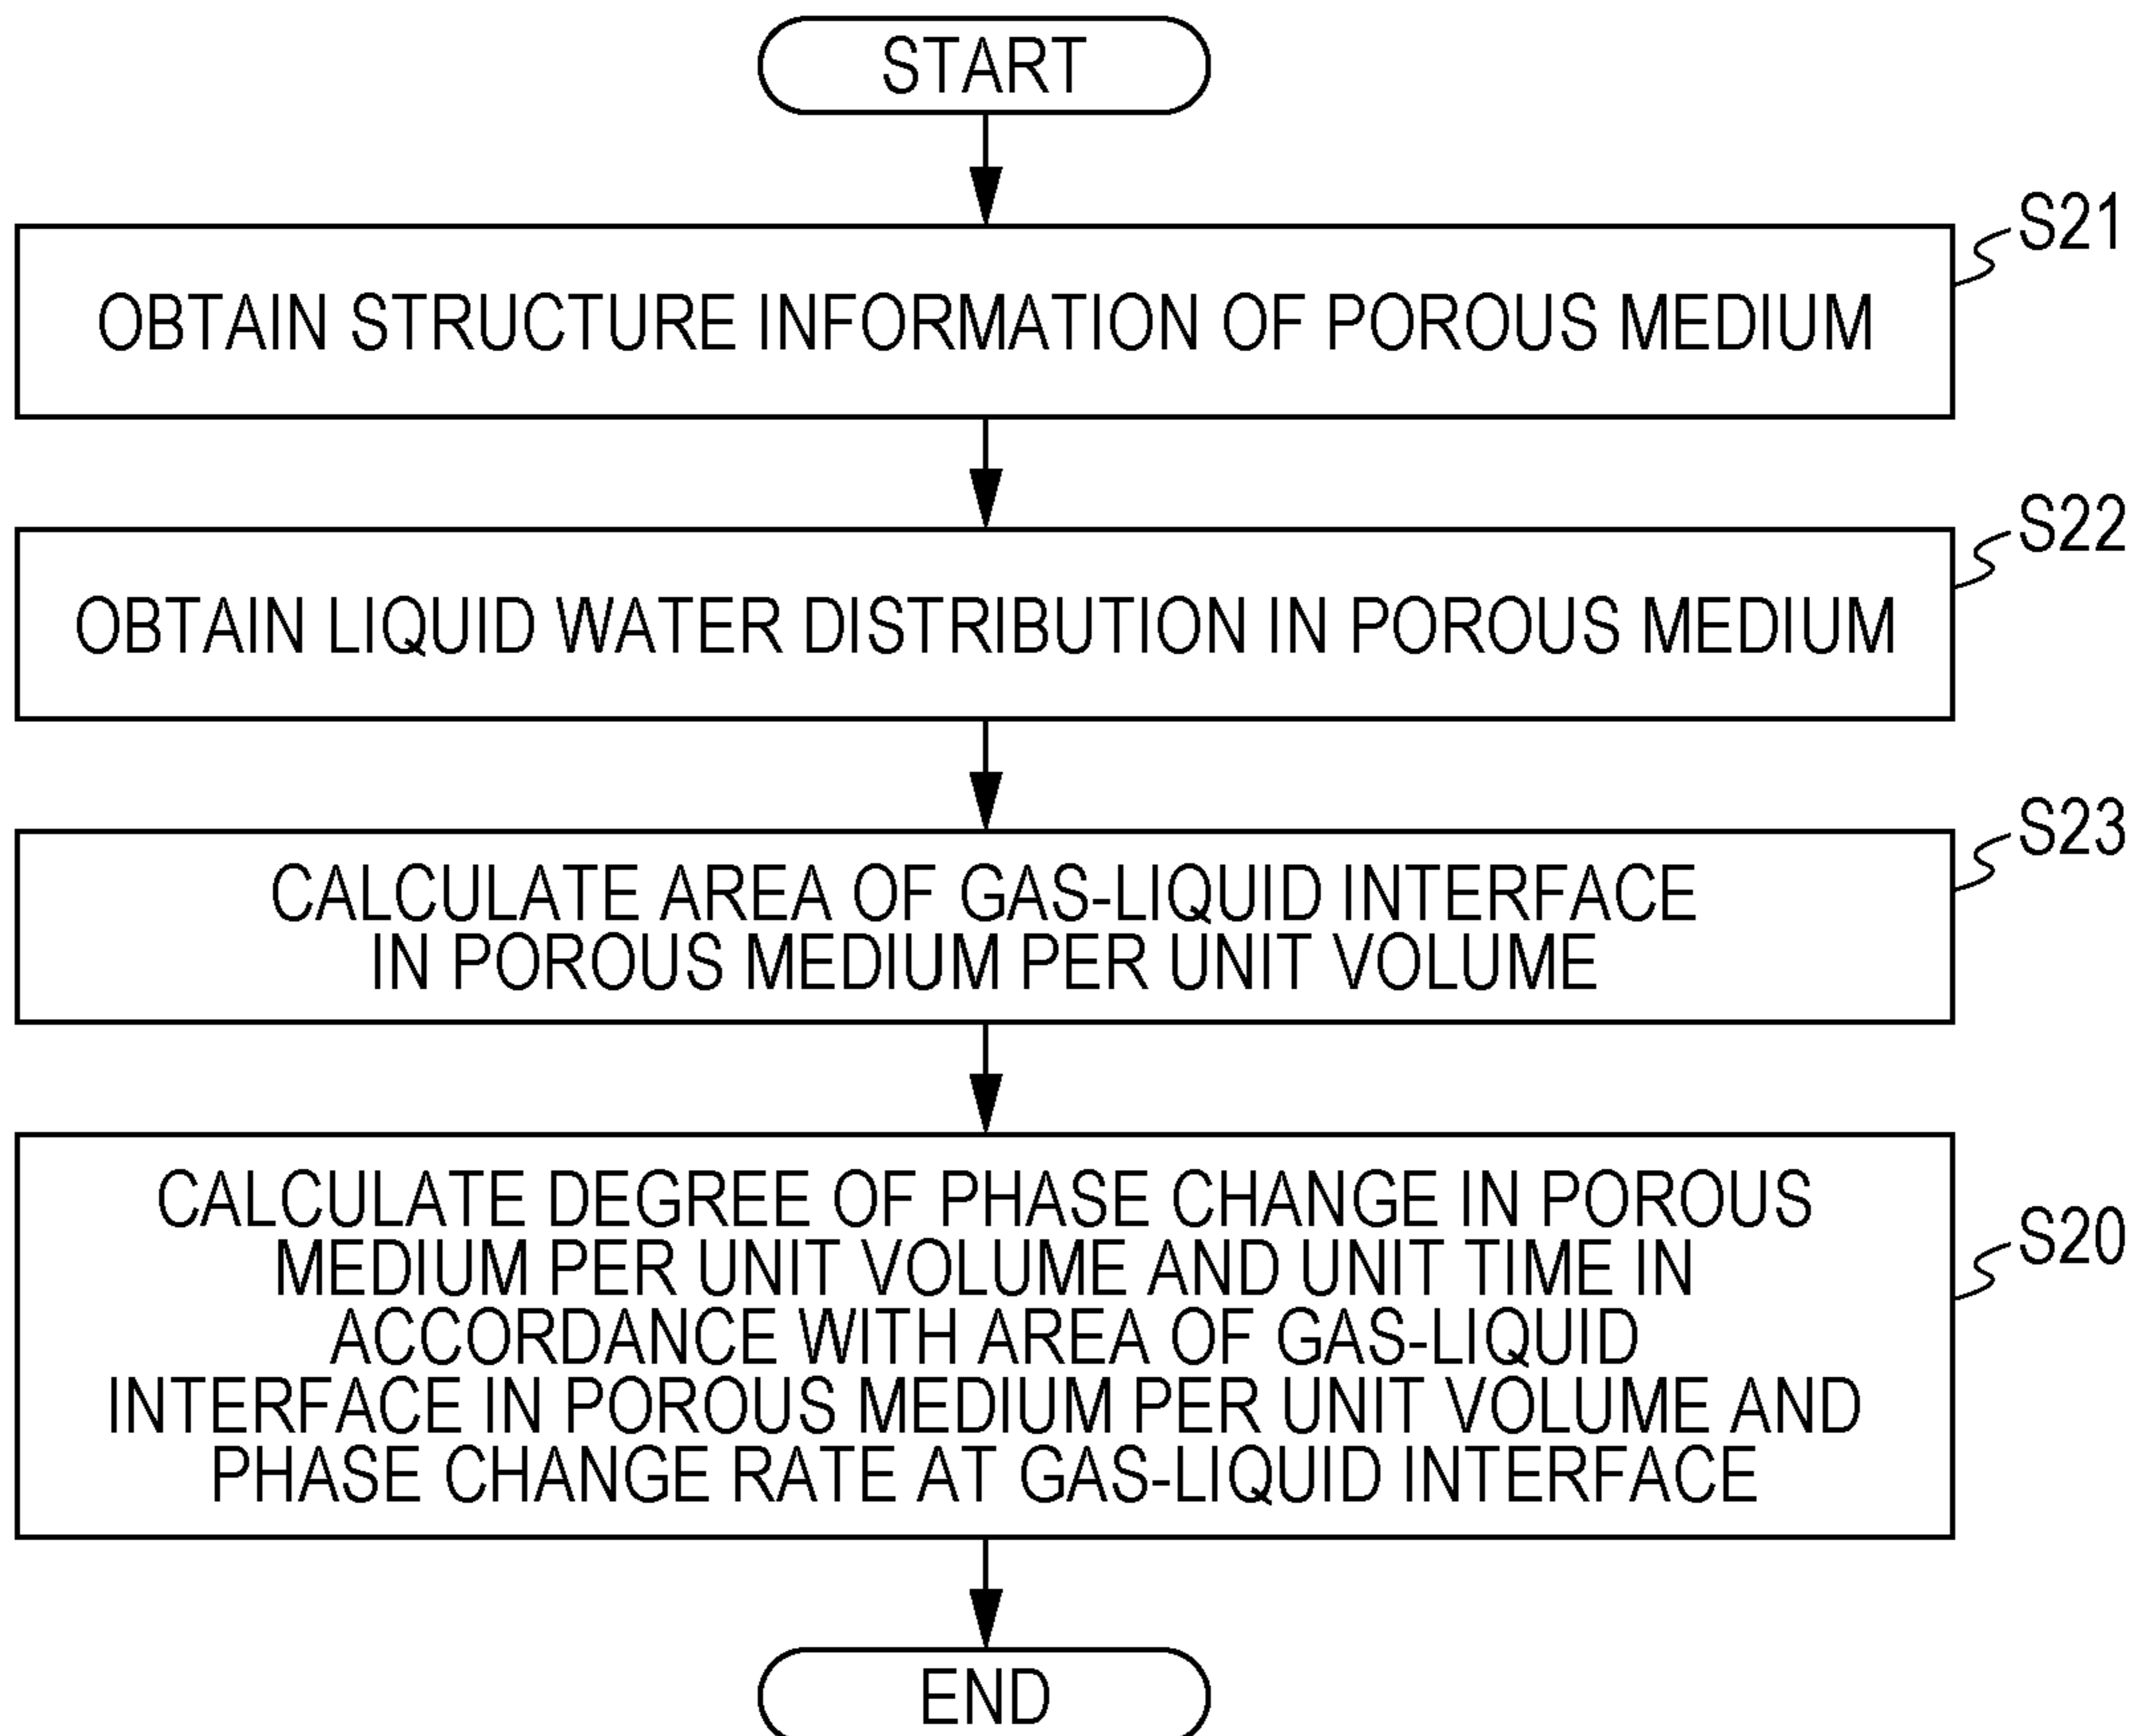 START
S21
OBTAIN STRUCTURE INFORMATION OF POROUS MEDIUM
S22
OBTAIN LIQUID WATER DISTRIBUTION IN POROUS MEDIUM
S23
CALCULATE AREA OF GAS-LIQUID INTERFACE
IN POROUS MEDIUM PER UNIT VOLUME
S20
CALCULATE DEGREE OF PHASE CHANGE IN POROUS
MEDIUM PER UNIT VOLUME AND UNIT TIME IN
ACCORDANCE WITH AREA OF GAS-LIQUID
INTERFACE IN POROUS MEDIUM PER UNIT VOLUME AND
PHASE CHANGE RATE AT GAS-LIQUID INTERFACE
END